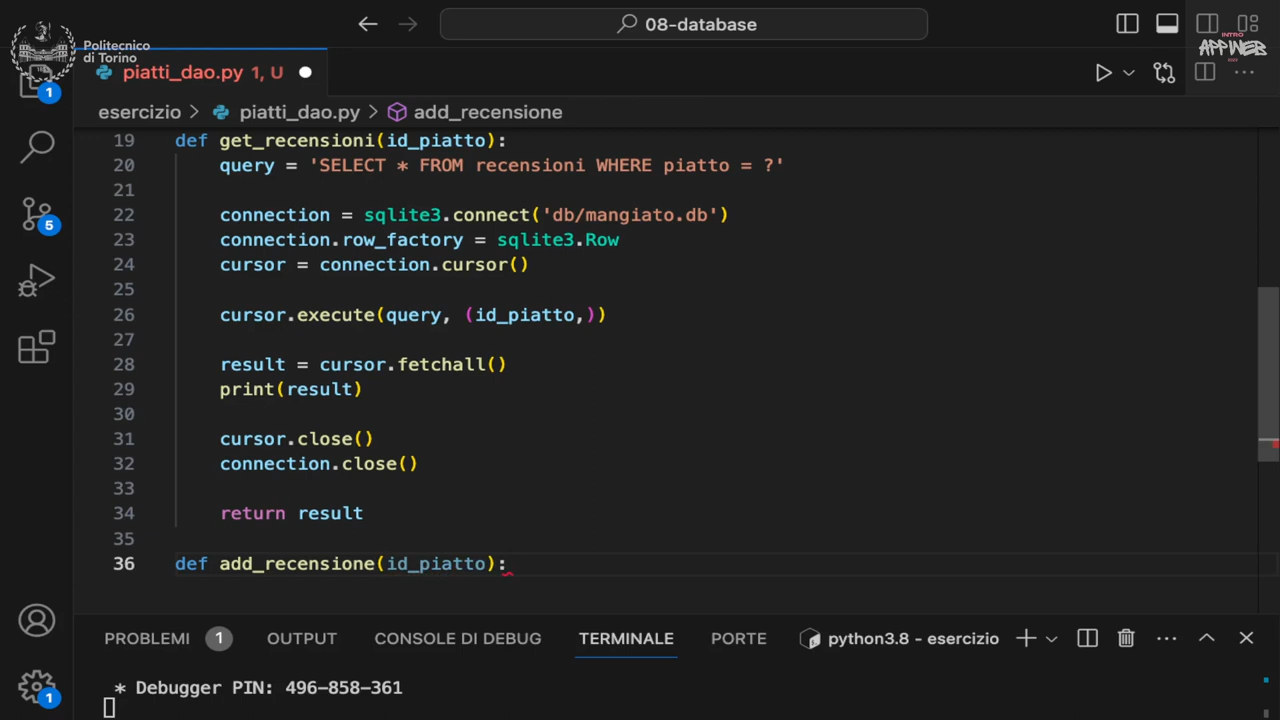 08-database
Politecnico
di Torino
INTRO
APPWEB
piatti_dao.py 1, U
esercizio > piatti_dao.py > add_recensione
19 def get_recensioni(id_piatto):
20 query = 'SELECT * FROM recensioni WHERE piatto = ?'
21
22 connection = sqlite3.connect('db/mangiato.db')
23 connection.row_factory = sqlite3.Row
24 cursor = connection.cursor()
25
26 cursor.execute(query, (id_piatto,))
27
28 result = cursor.fetchall()
29 print(result)
30
31 cursor.close()
32 connection.close()
33
34 return result
35
36 def add_recensione(id_piatto):
1
5
1
PROBLEMI 1 OUTPUT CONSOLE DI DEBUG TERMINALE PORTE python3.8 - esercizio
* Debugger PIN: 496-858-361